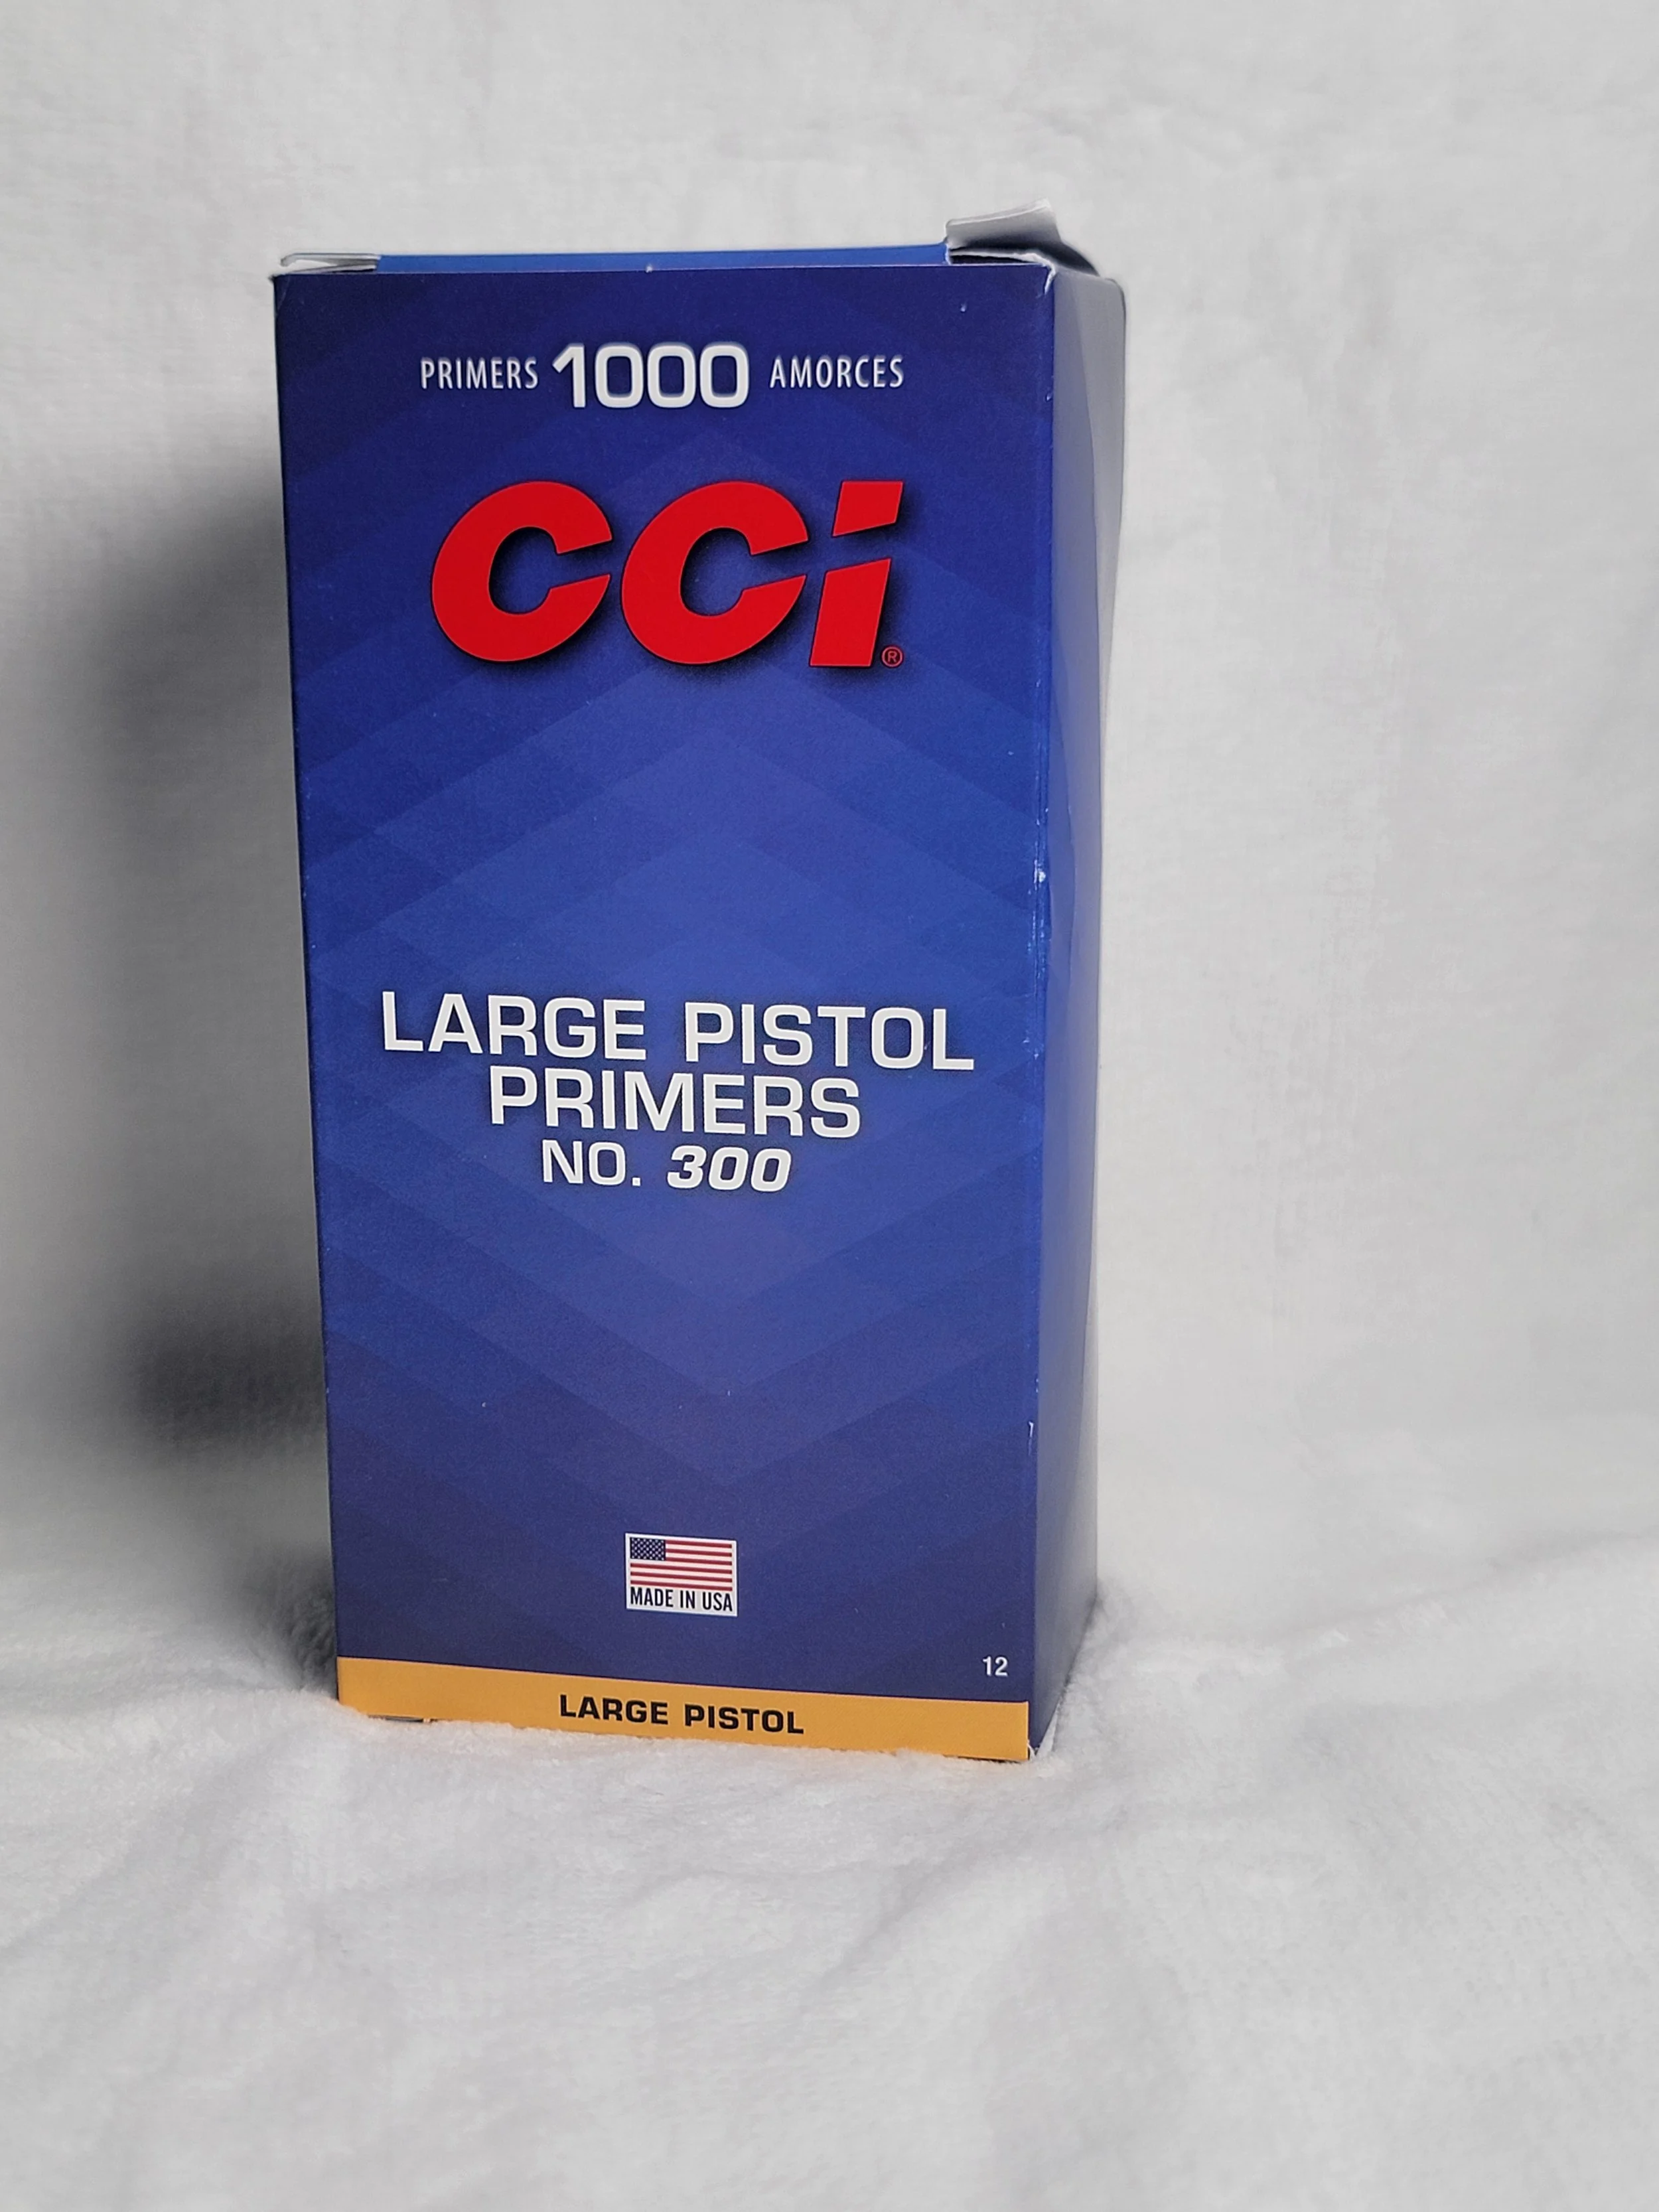 PRIMERS 1000 AMORCES
CCI®
LARGE PISTOL
PRIMERS
NO. 300
MADE IN USA
12
LARGE PISTOL